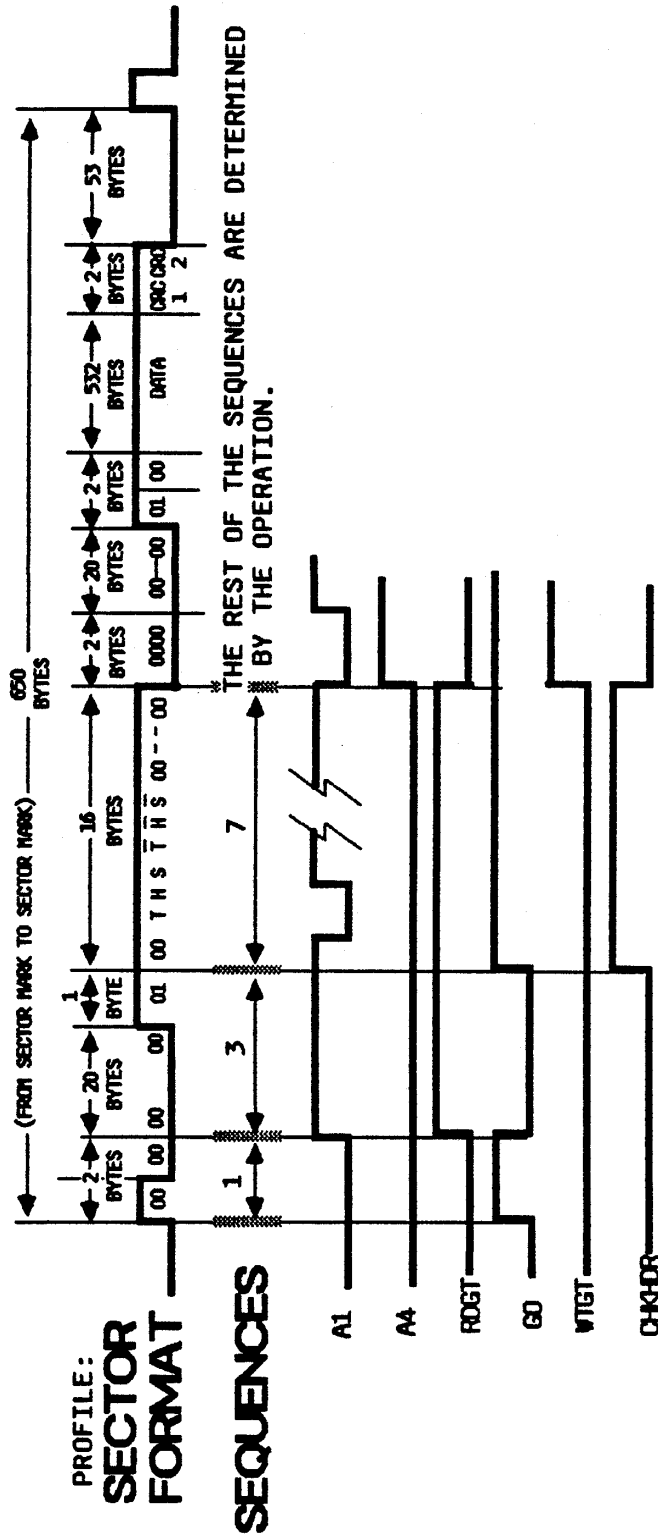 PROFILE:
SECTOR
FORMAT
(FROM SECTOR MARK TO SECTOR MARK) 650
BYTES
2
BYTES
20
BYTES
1
BYTE
16
BYTES
2
BYTES
20
BYTES
2
BYTES
532
BYTES
2
BYTES
53
BYTES
00 00 00 00 01 00 T H S T̅ H̅ S̅ 00--00 0000 00—00 01 00 DATA CRC CRC
1 2
SEQUENCES
1 3 7
THE REST OF THE SEQUENCES ARE DETERMINED
BY THE OPERATION.
A1
A4
RDGT
GO
WTGT
CHKHDR